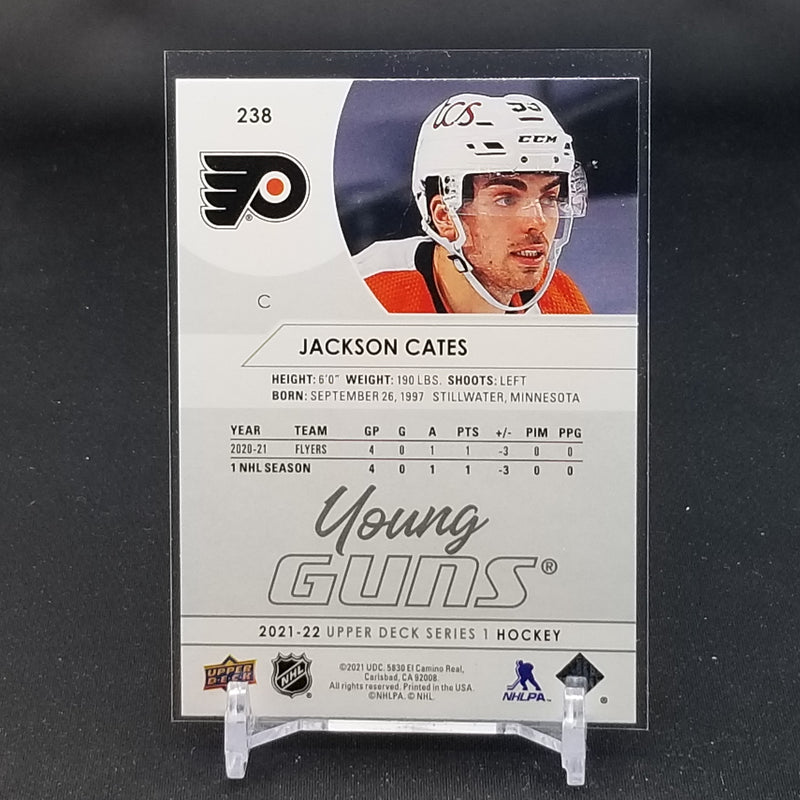 238
tcs
CCM
C
JACKSON CATES
HEIGHT: 6'0" WEIGHT: 190 LBS. SHOOTS: LEFT
BORN: SEPTEMBER 26, 1997 STILLWATER, MINNESOTA
YEAR TEAM GP G A PTS +/- PIM PPG
2020-21 FLYERS 4 0 1 1 -3 0 0
1 NHL SEASON 4 0 1 1 -3 0 0
Young
GUNS®
2021-22 UPPER DECK SERIES 1 HOCKEY
UPPER DECK
NHL
©2021 UDC. 5830 El Camino Real,
Carlsbad, CA 92008.
All rights reserved. Printed in the USA.
©NHLPA. © NHL.
NHLPA™